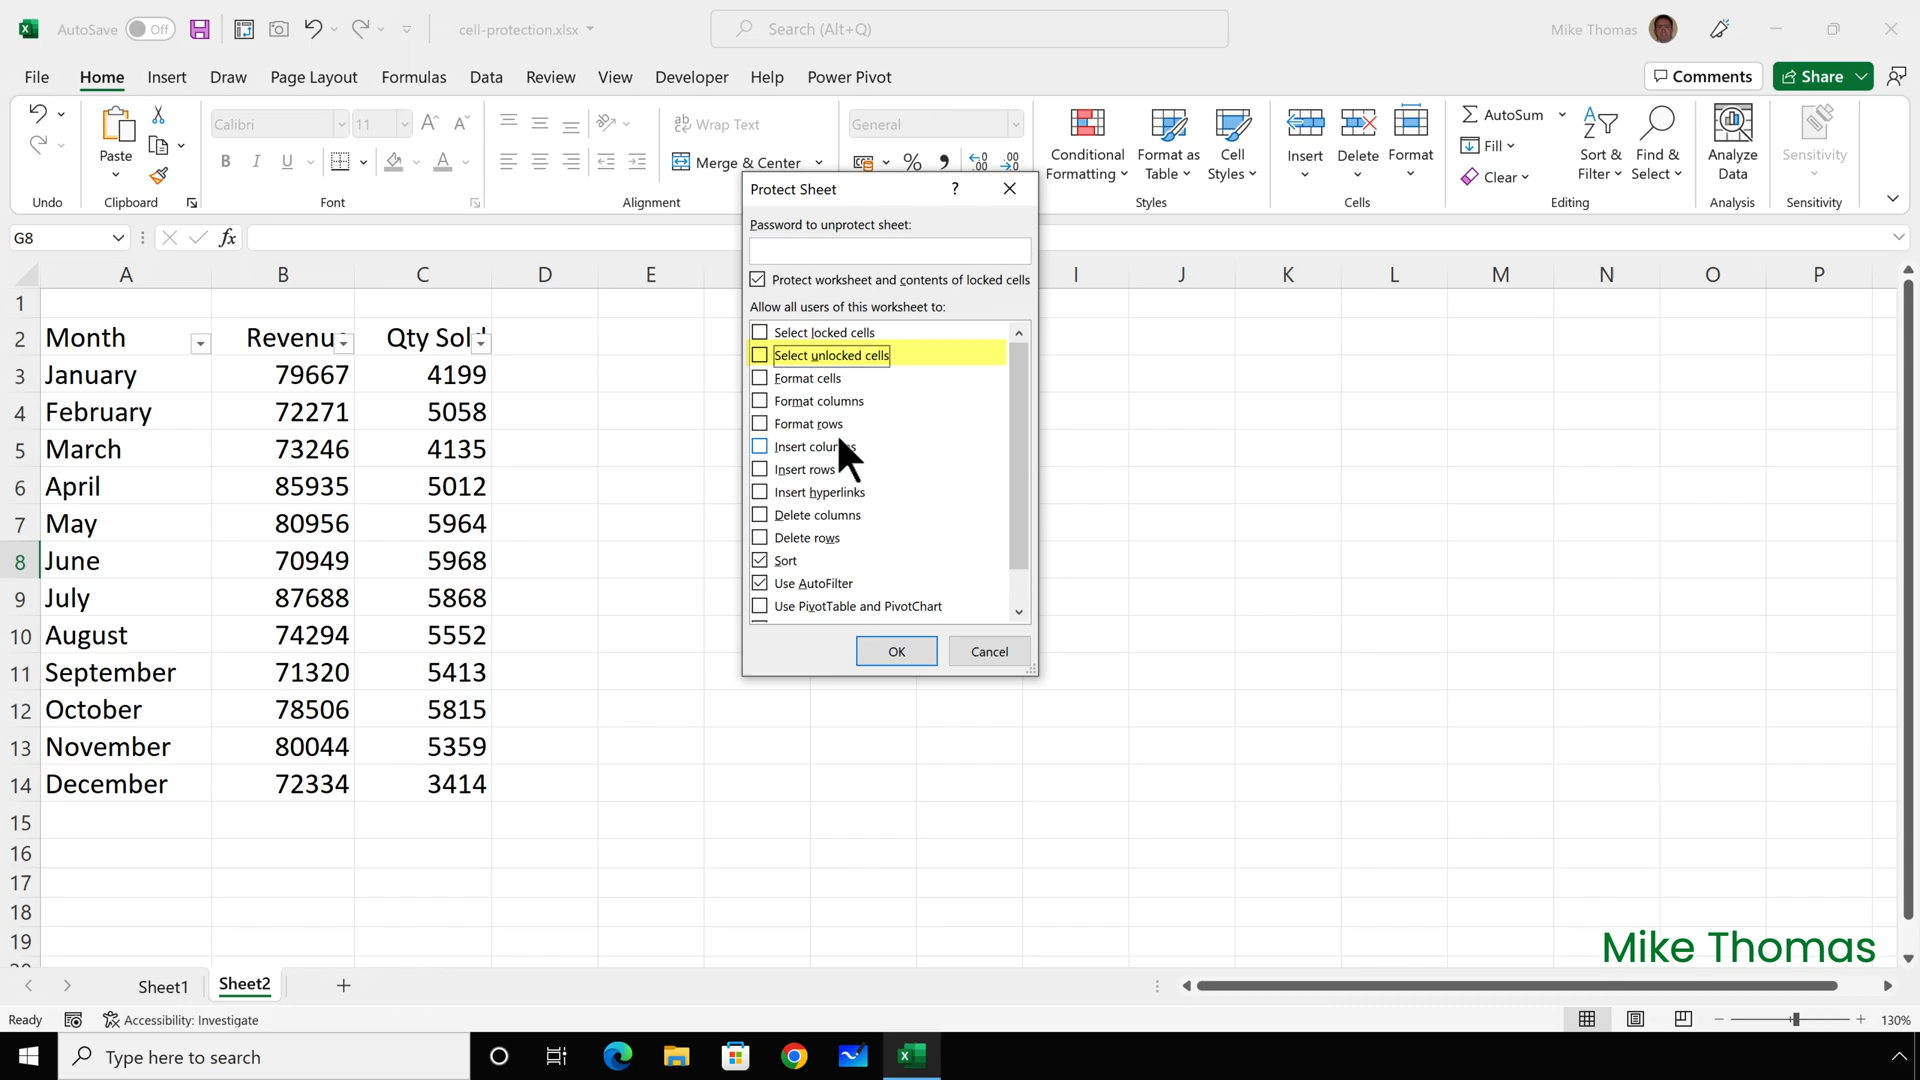 AutoSave Off cell-protection.xlsx Search (Alt+Q) Mike Thomas
File Home Insert Draw Page Layout Formulas Data Review View Developer Help Power Pivot Comments Share
Calibri 11 ab Wrap Text General AutoSum
Paste B I U Merge & Center % Conditional Formatting Format as Table Cell Styles Insert Delete Format Fill Sort & Filter Find & Select Analyze Data Sensitivity
Clear
Undo Clipboard Font Alignment Styles Cells Editing Analysis Sensitivity
G8 fx
A B C D E I J K L M N O P
1
2 Month Revenu Qty Sol
3 January 79667 4199
4 February 72271 5058
5 March 73246 4135
6 April 85935 5012
7 May 80956 5964
8 June 70949 5968
9 July 87688 5868
10 August 74294 5552
11 September 71320 5413
12 October 78506 5815
13 November 80044 5359
14 December 72334 3414
15
16
17
18
19
Protect Sheet ?
Password to unprotect sheet:
Protect worksheet and contents of locked cells
Allow all users of this worksheet to:
Select locked cells
Select unlocked cells
Format cells
Format columns
Format rows
Insert columns
Insert rows
Insert hyperlinks
Delete columns
Delete rows
Sort
Use AutoFilter
Use PivotTable and PivotChart
OK Cancel
Mike Thomas
Sheet1 Sheet2
Ready Accessibility: Investigate 130%
Type here to search